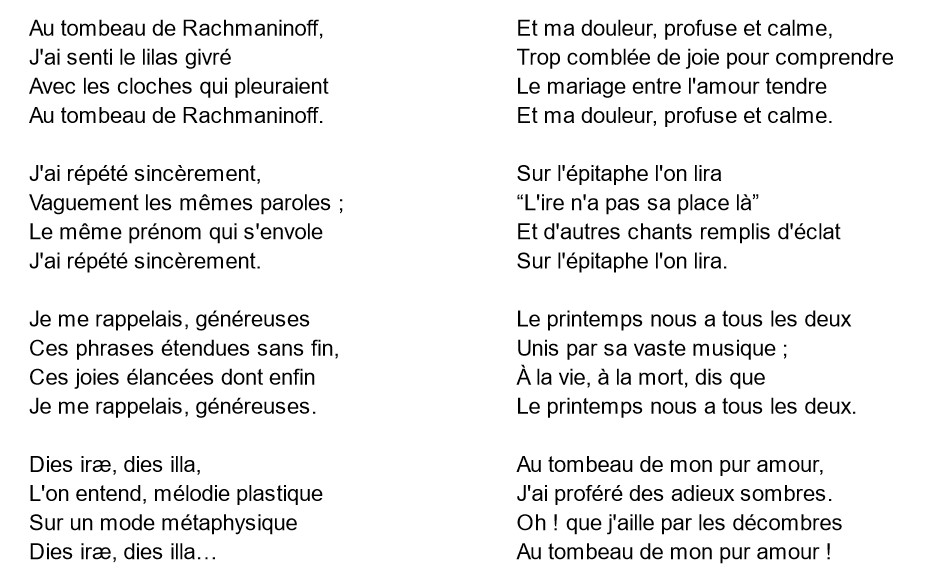 Au tombeau de Rachmaninoff,
J'ai senti le lilas givré
Avec les cloches qui pleuraient
Au tombeau de Rachmaninoff.

J'ai répété sincèrement,
Vaguement les mêmes paroles ;
Le même prénom qui s'envole
J'ai répété sincèrement.

Je me rappelais, généreuses
Ces phrases étendues sans fin,
Ces joies élancées dont enfin
Je me rappelais, généreuses.

Dies iræ, dies illa,
L'on entend, mélodie plastique
Sur un mode métaphysique
Dies iræ, dies illa…

Et ma douleur, profuse et calme,
Trop comblée de joie pour comprendre
Le mariage entre l'amour tendre
Et ma douleur, profuse et calme.

Sur l'épitaphe l'on lira
“L'ire n'a pas sa place là”
Et d'autres chants remplis d'éclat
Sur l'épitaphe l'on lira.

Le printemps nous a tous les deux
Unis par sa vaste musique ;
À la vie, à la mort, dis que
Le printemps nous a tous les deux.

Au tombeau de mon pur amour,
J'ai proféré des adieux sombres.
Oh ! que j'aille par les décombres
Au tombeau de mon pur amour !